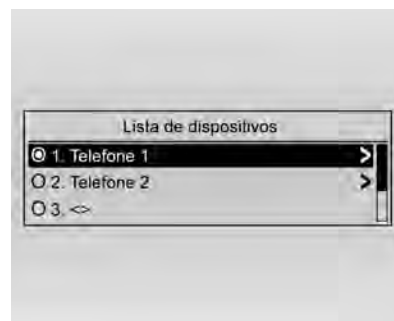 Lista de dispositivos
1. Telefone 1 >
2. Telefone 2 >
3. <>